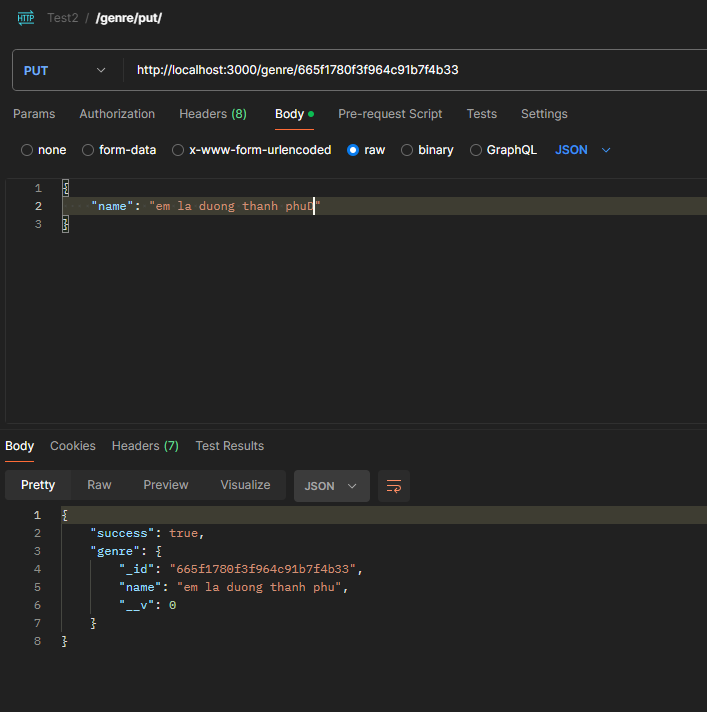 HTTP Test2 / /genre/put/
PUT http://localhost:3000/genre/665f1780f3f964c91b7f4b33
Params Authorization Headers (8) Body Pre-request Script Tests Settings
none form-data x-www-form-urlencoded raw binary GraphQL JSON
1 {
2 "name": "em la duong thanh phuD"
3 }
Body Cookies Headers (7) Test Results
Pretty Raw Preview Visualize JSON
1 {
2 "success": true,
3 "genre": {
4 "_id": "665f1780f3f964c91b7f4b33",
5 "name": "em la duong thanh phu",
6 "__v": 0
7 }
8 }